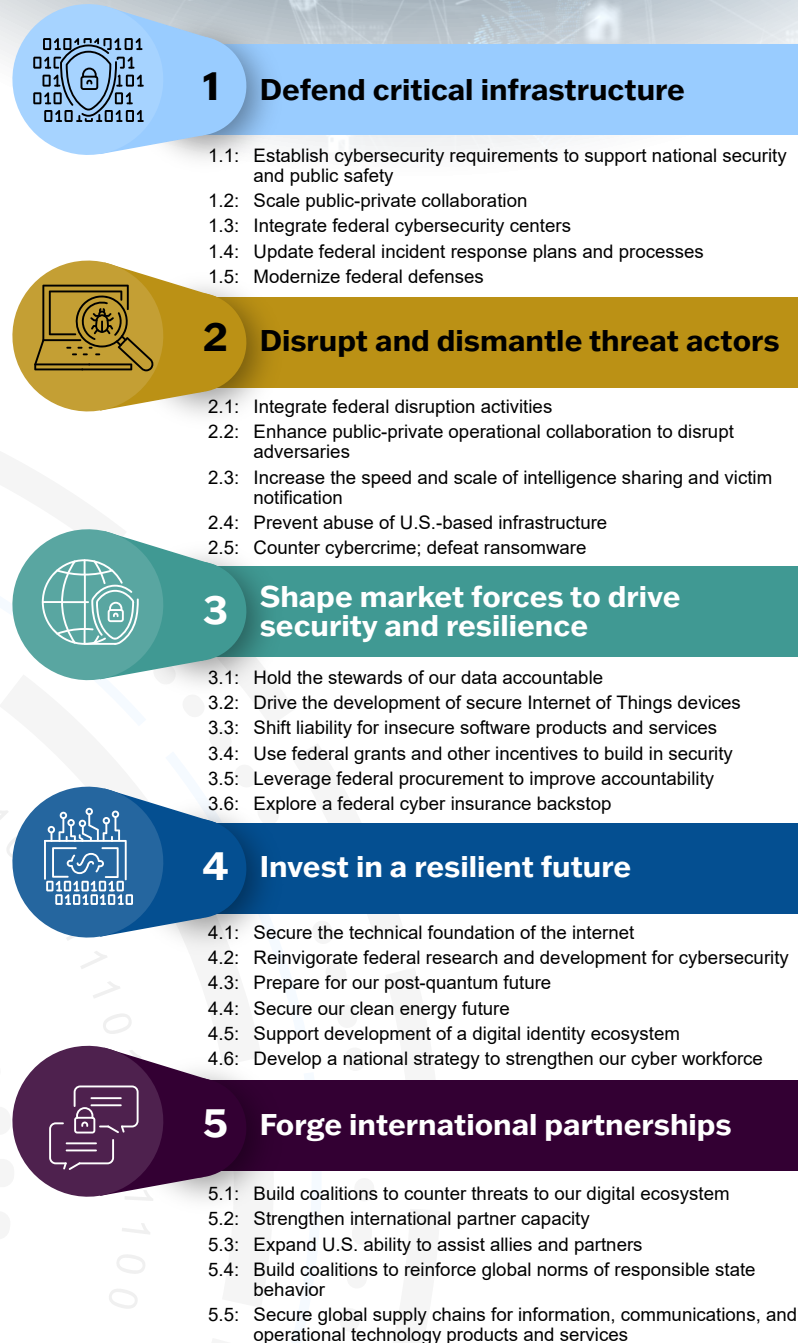 010101010101
1
Defend critical infrastructure
1.1: Establish cybersecurity requirements to support national security
and public safety
1.2: Scale public-private collaboration
1.3: Integrate federal cybersecurity centers
1.4: Update federal incident response plans and processes
1.5: Modernize federal defenses
2
Disrupt and dismantle threat actors
2.1: Integrate federal disruption activities
2.2: Enhance public-private operational collaboration to disrupt
adversaries
2.3: Increase the speed and scale of intelligence sharing and victim
notification
2.4: Prevent abuse of U.S.-based infrastructure
2.5: Counter cybercrime; defeat ransomware
3
Shape market forces to drive
security and resilience
3.1: Hold the stewards of our data accountable
3.2: Drive the development of secure Internet of Things devices
3.3: Shift liability for insecure software products and services
3.4: Use federal grants and other incentives to build in security
3.5: Leverage federal procurement to improve accountability
3.6: Explore a federal cyber insurance backstop
4
Invest in a resilient future
010101010
010101010
4.1: Secure the technical foundation of the internet
4.2: Reinvigorate federal research and development for cybersecurity
4.3: Prepare for our post-quantum future
4.4: Secure our clean energy future
4.5: Support development of a digital identity ecosystem
4.6: Develop a national strategy to strengthen our cyber workforce
5
Forge international partnerships
5.1: Build coalitions to counter threats to our digital ecosystem
5.2: Strengthen international partner capacity
5.3: Expand U.S. ability to assist allies and partners
5.4: Build coalitions to reinforce global norms of responsible state
behavior
5.5: Secure global supply chains for information, communications, and
operational technology products and services